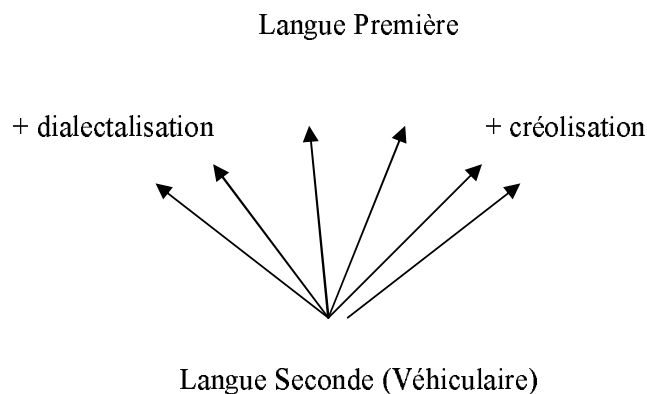 Langue Première
+ dialectalisation + créolisation
Langue Seconde (Véhiculaire)